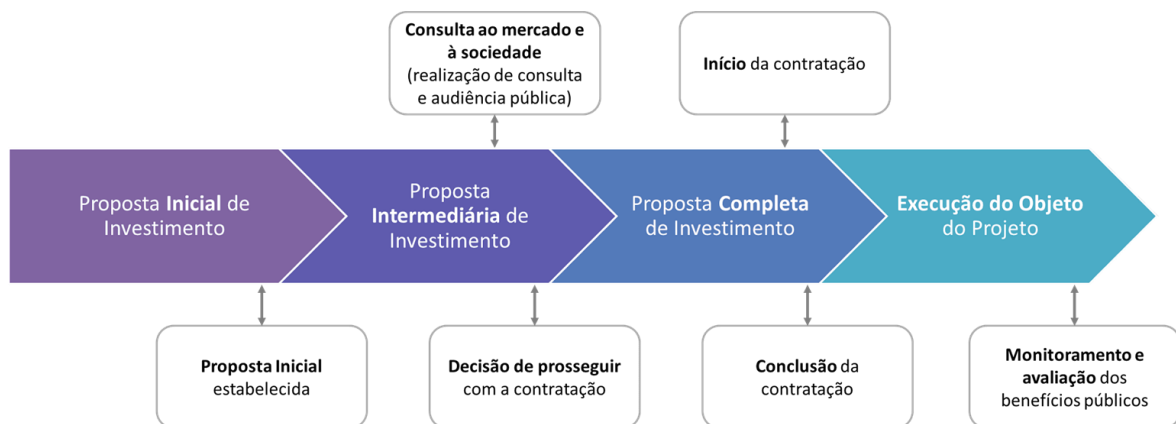 Consulta ao mercado e
à sociedade
(realização de consulta
e audiência pública)
Início da contratação
Proposta Inicial de
Investimento
Proposta
Intermediária de
Investimento
Proposta Completa
de Investimento
Execução do Objeto
do Projeto
Proposta Inicial
estabelecida
Decisão de prosseguir
com a contratação
Conclusão da
contratação
Monitoramento e
avaliação dos
benefícios públicos